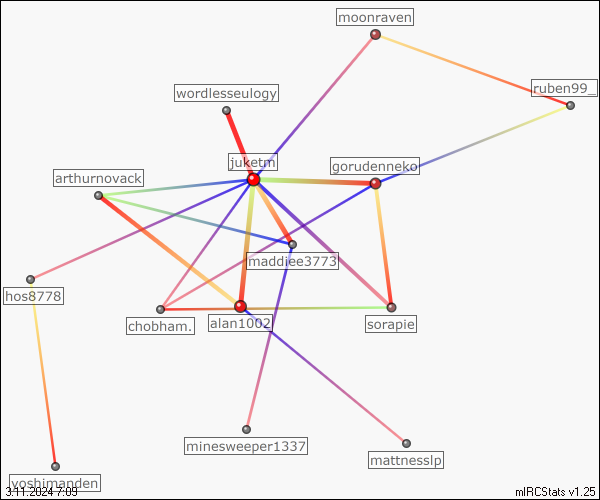 moonraven
ruben99_
wordlesseulogy
juketm
gorudenneko
arthurnovack
maddiee3773
hos8778
chobham.
alan1002
sorapie
minesweeper1337
mattnesslp
yoshimanden
3.11.2024 7:09
mIRCStats v1.25